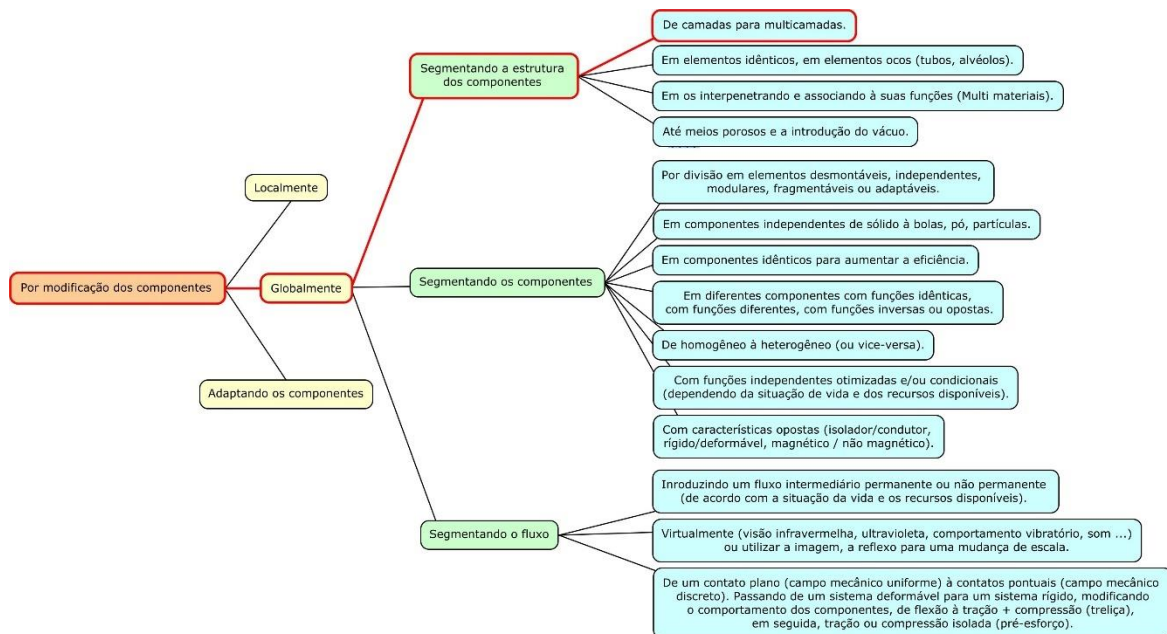 Por modificação dos componentes
Localmente
Globalmente
Adaptando os componentes
Segmentando a estrutura
dos componentes
De camadas para multicamadas.
Em elementos idênticos, em elementos ocos (tubos, alvéolos).
Em os interpenetrando e associando à suas funções (Multi materiais).
Até meios porosos e a introdução do vácuo.
Segmentando os componentes
Por divisão em elementos desmontáveis, independentes,
modulares, fragmentáveis ou adaptáveis.
Em componentes independentes de sólido à bolas, pó, partículas.
Em componentes idênticos para aumentar a eficiência.
Em diferentes componentes com funções idênticas,
com funções diferentes, com funções inversas ou opostas.
De homogêneo à heterogêneo (ou vice-versa).
Com funções independentes otimizadas e/ou condicionais
(dependendo da situação de vida e dos recursos disponíveis).
Com características opostas (isolador/condutor,
rígido/deformável, magnético / não magnético).
Segmentando o fluxo
Inroduzindo um fluxo intermediário permanente ou não permanente
(de acordo com a situação da vida e os recursos disponíveis).
Virtualmente (visão infravermelha, ultravioleta, comportamento vibratório, som ...)
ou utilizar a imagem, a reflexo para uma mudança de escala.
De um contato plano (campo mecânico uniforme) à contatos pontuais (campo mecânico
discreto). Passando de um sistema deformável para um sistema rígido, modificando
o comportamento dos componentes, de flexão à tração + compressão (treliça),
em seguida, tração ou compressão isolada (pré-esforço).